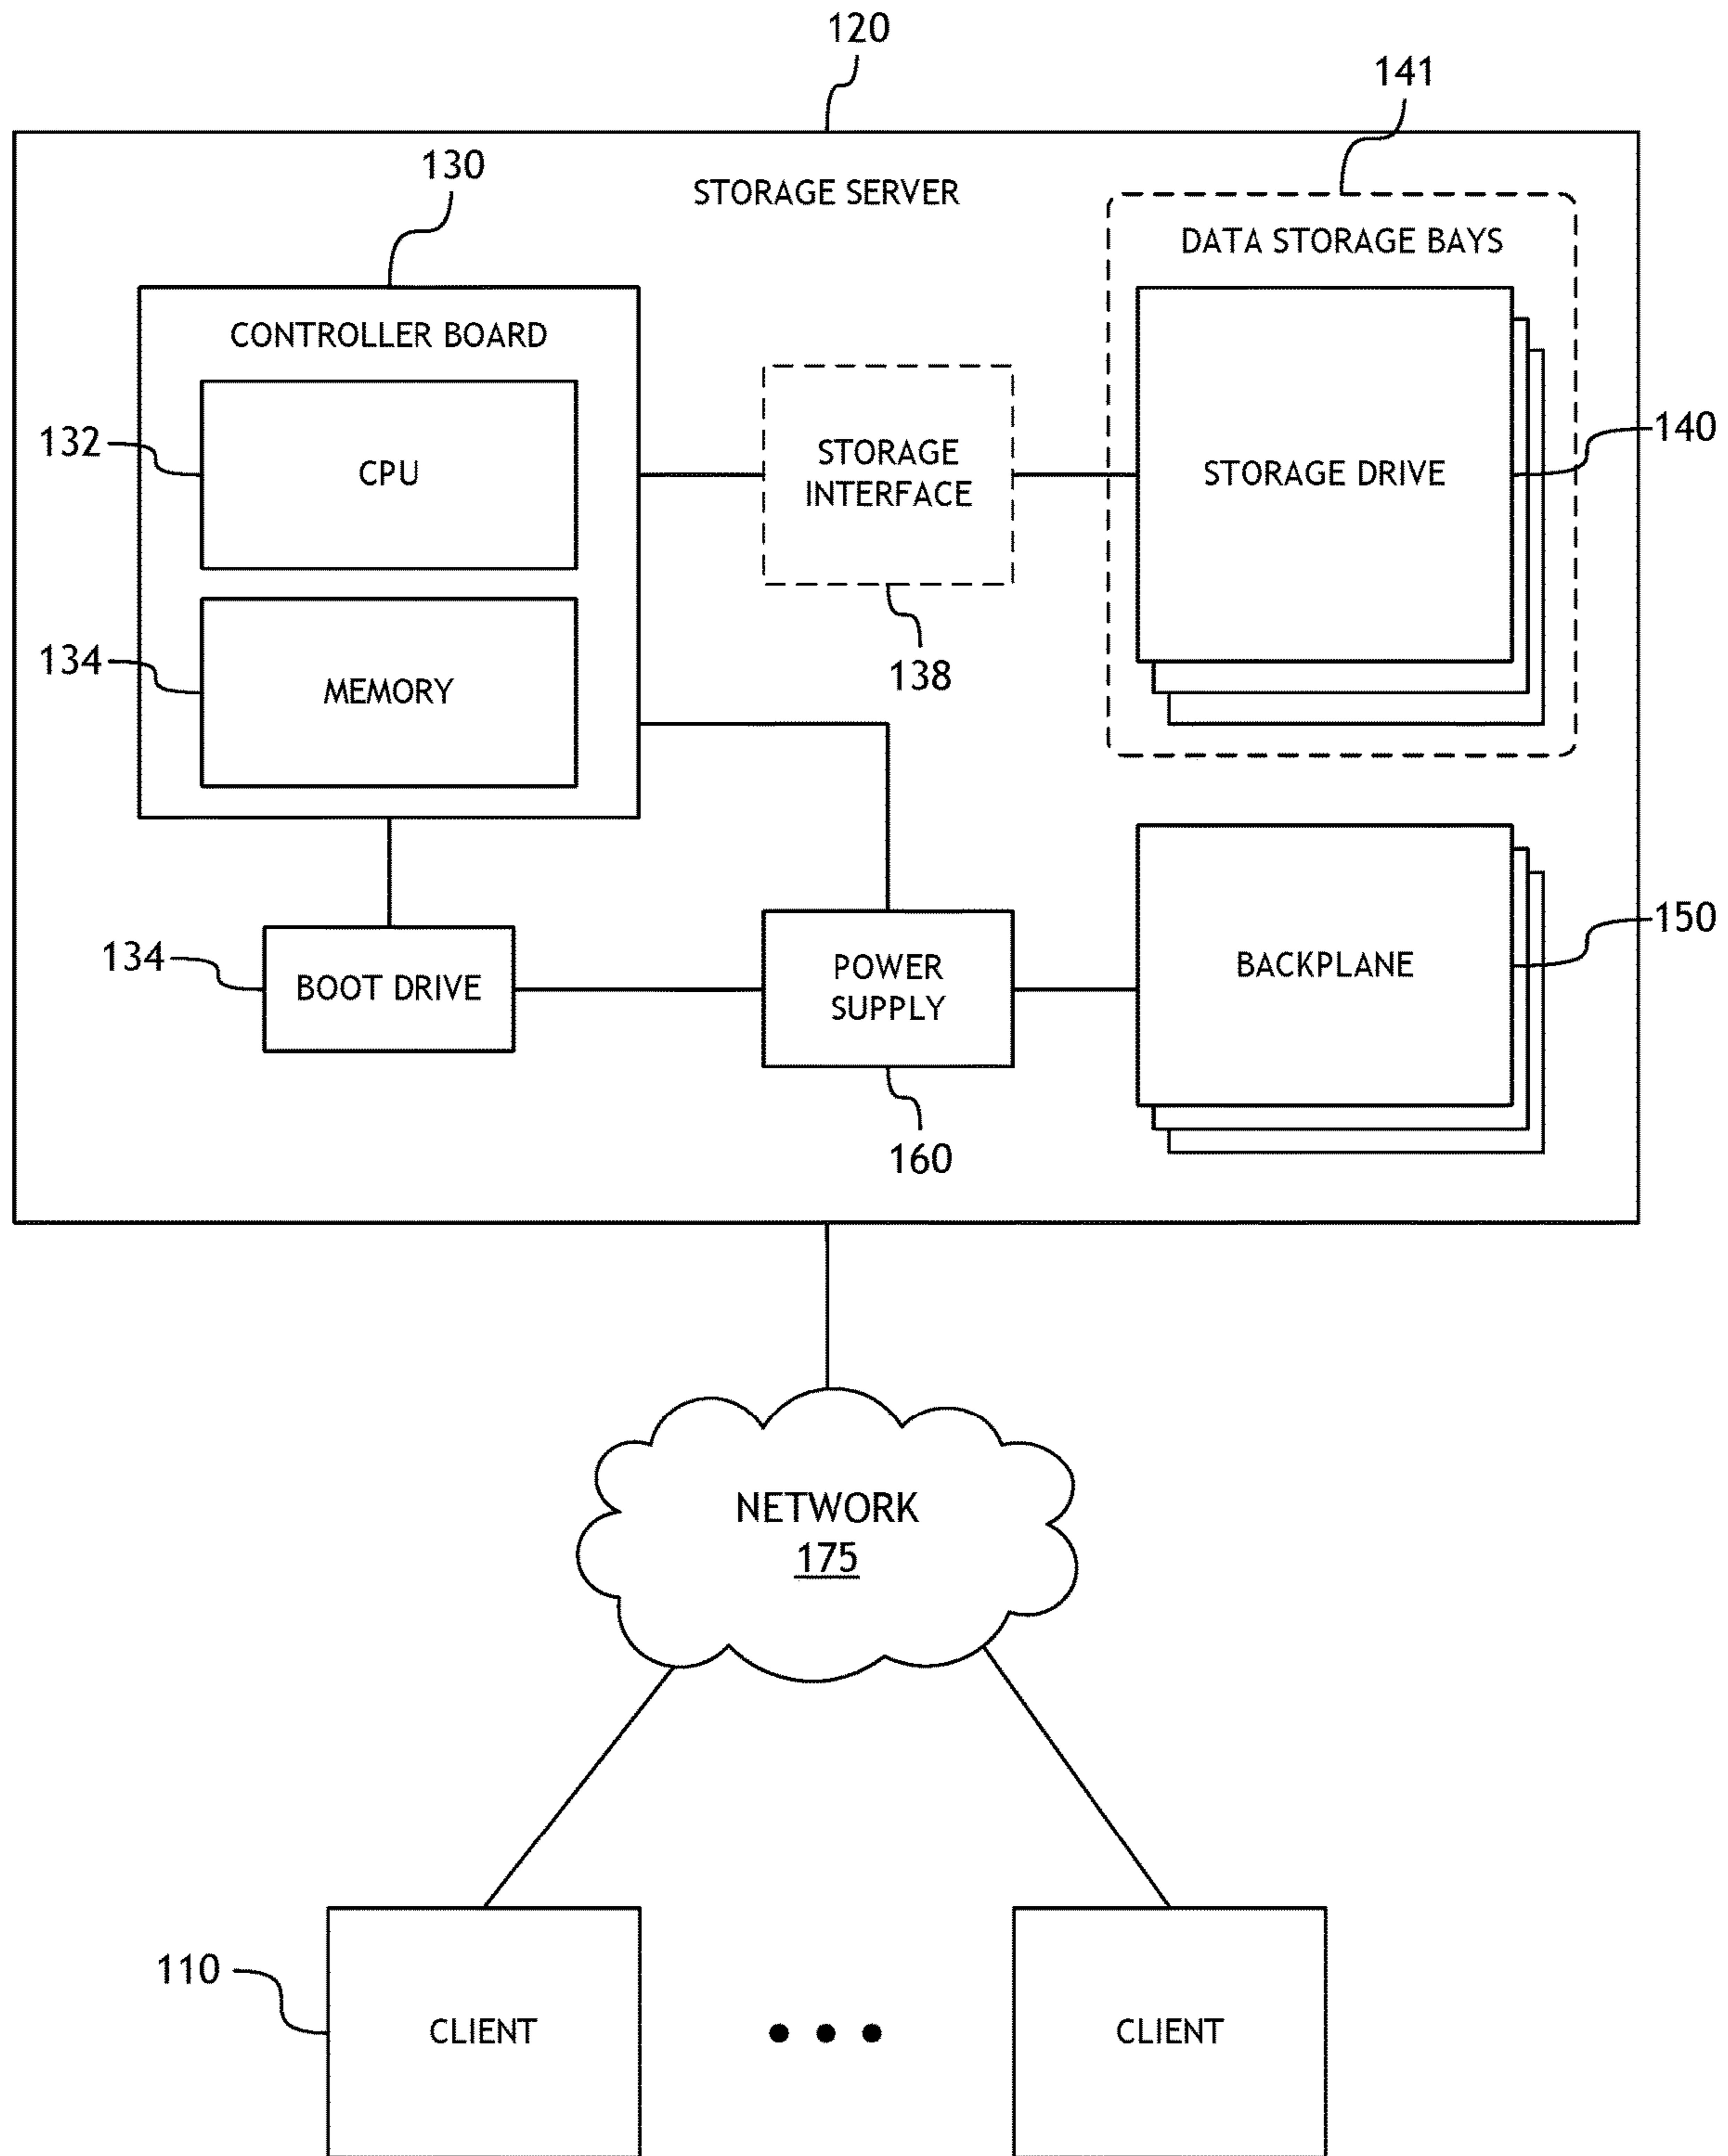 120
141
130
STORAGE SERVER
DATA STORAGE BAYS
CONTROLLER BOARD
132
CPU
STORAGE
INTERFACE
STORAGE DRIVE
140
134
MEMORY
138
134
BOOT DRIVE
POWER
SUPPLY
BACKPLANE
150
160
NETWORK
175
110
CLIENT
CLIENT